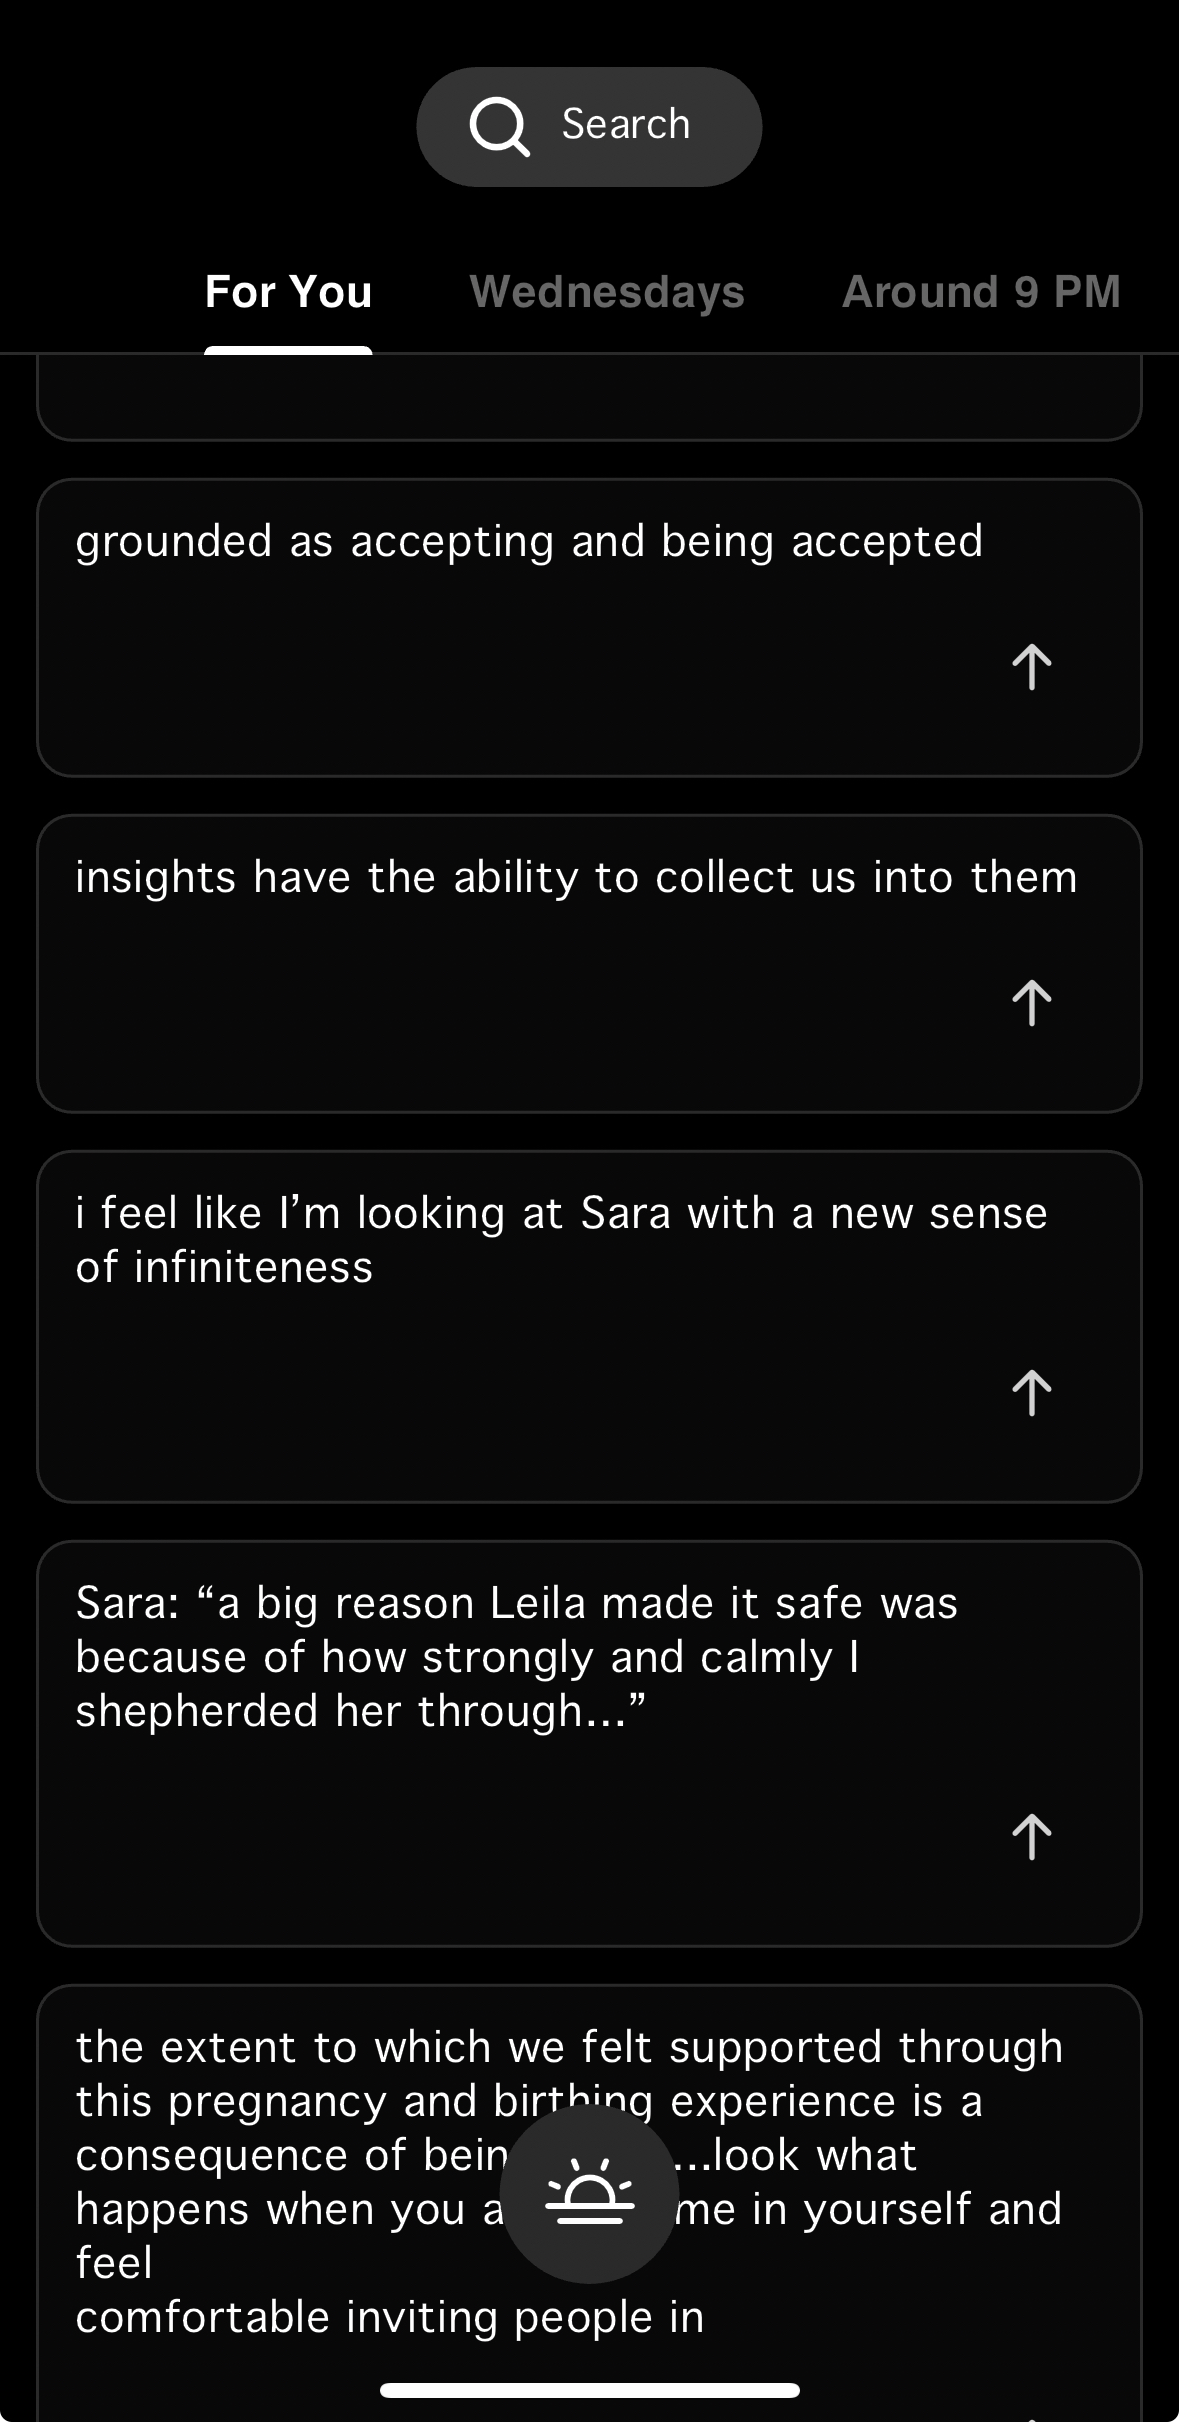 Search
For You
Wednesdays
Around 9 PM
grounded as accepting and being accepted
insights have the ability to collect us into them
i feel like I’m looking at Sara with a new sense
of infiniteness
Sara: “a big reason Leila made it safe was
because of how strongly and calmly I
shepherded her through...”
the extent to which we felt supported through
this pregnancy and birthing experience is a
consequence of ...look what
happens when you in yourself and
feel
comfortable inviting people in